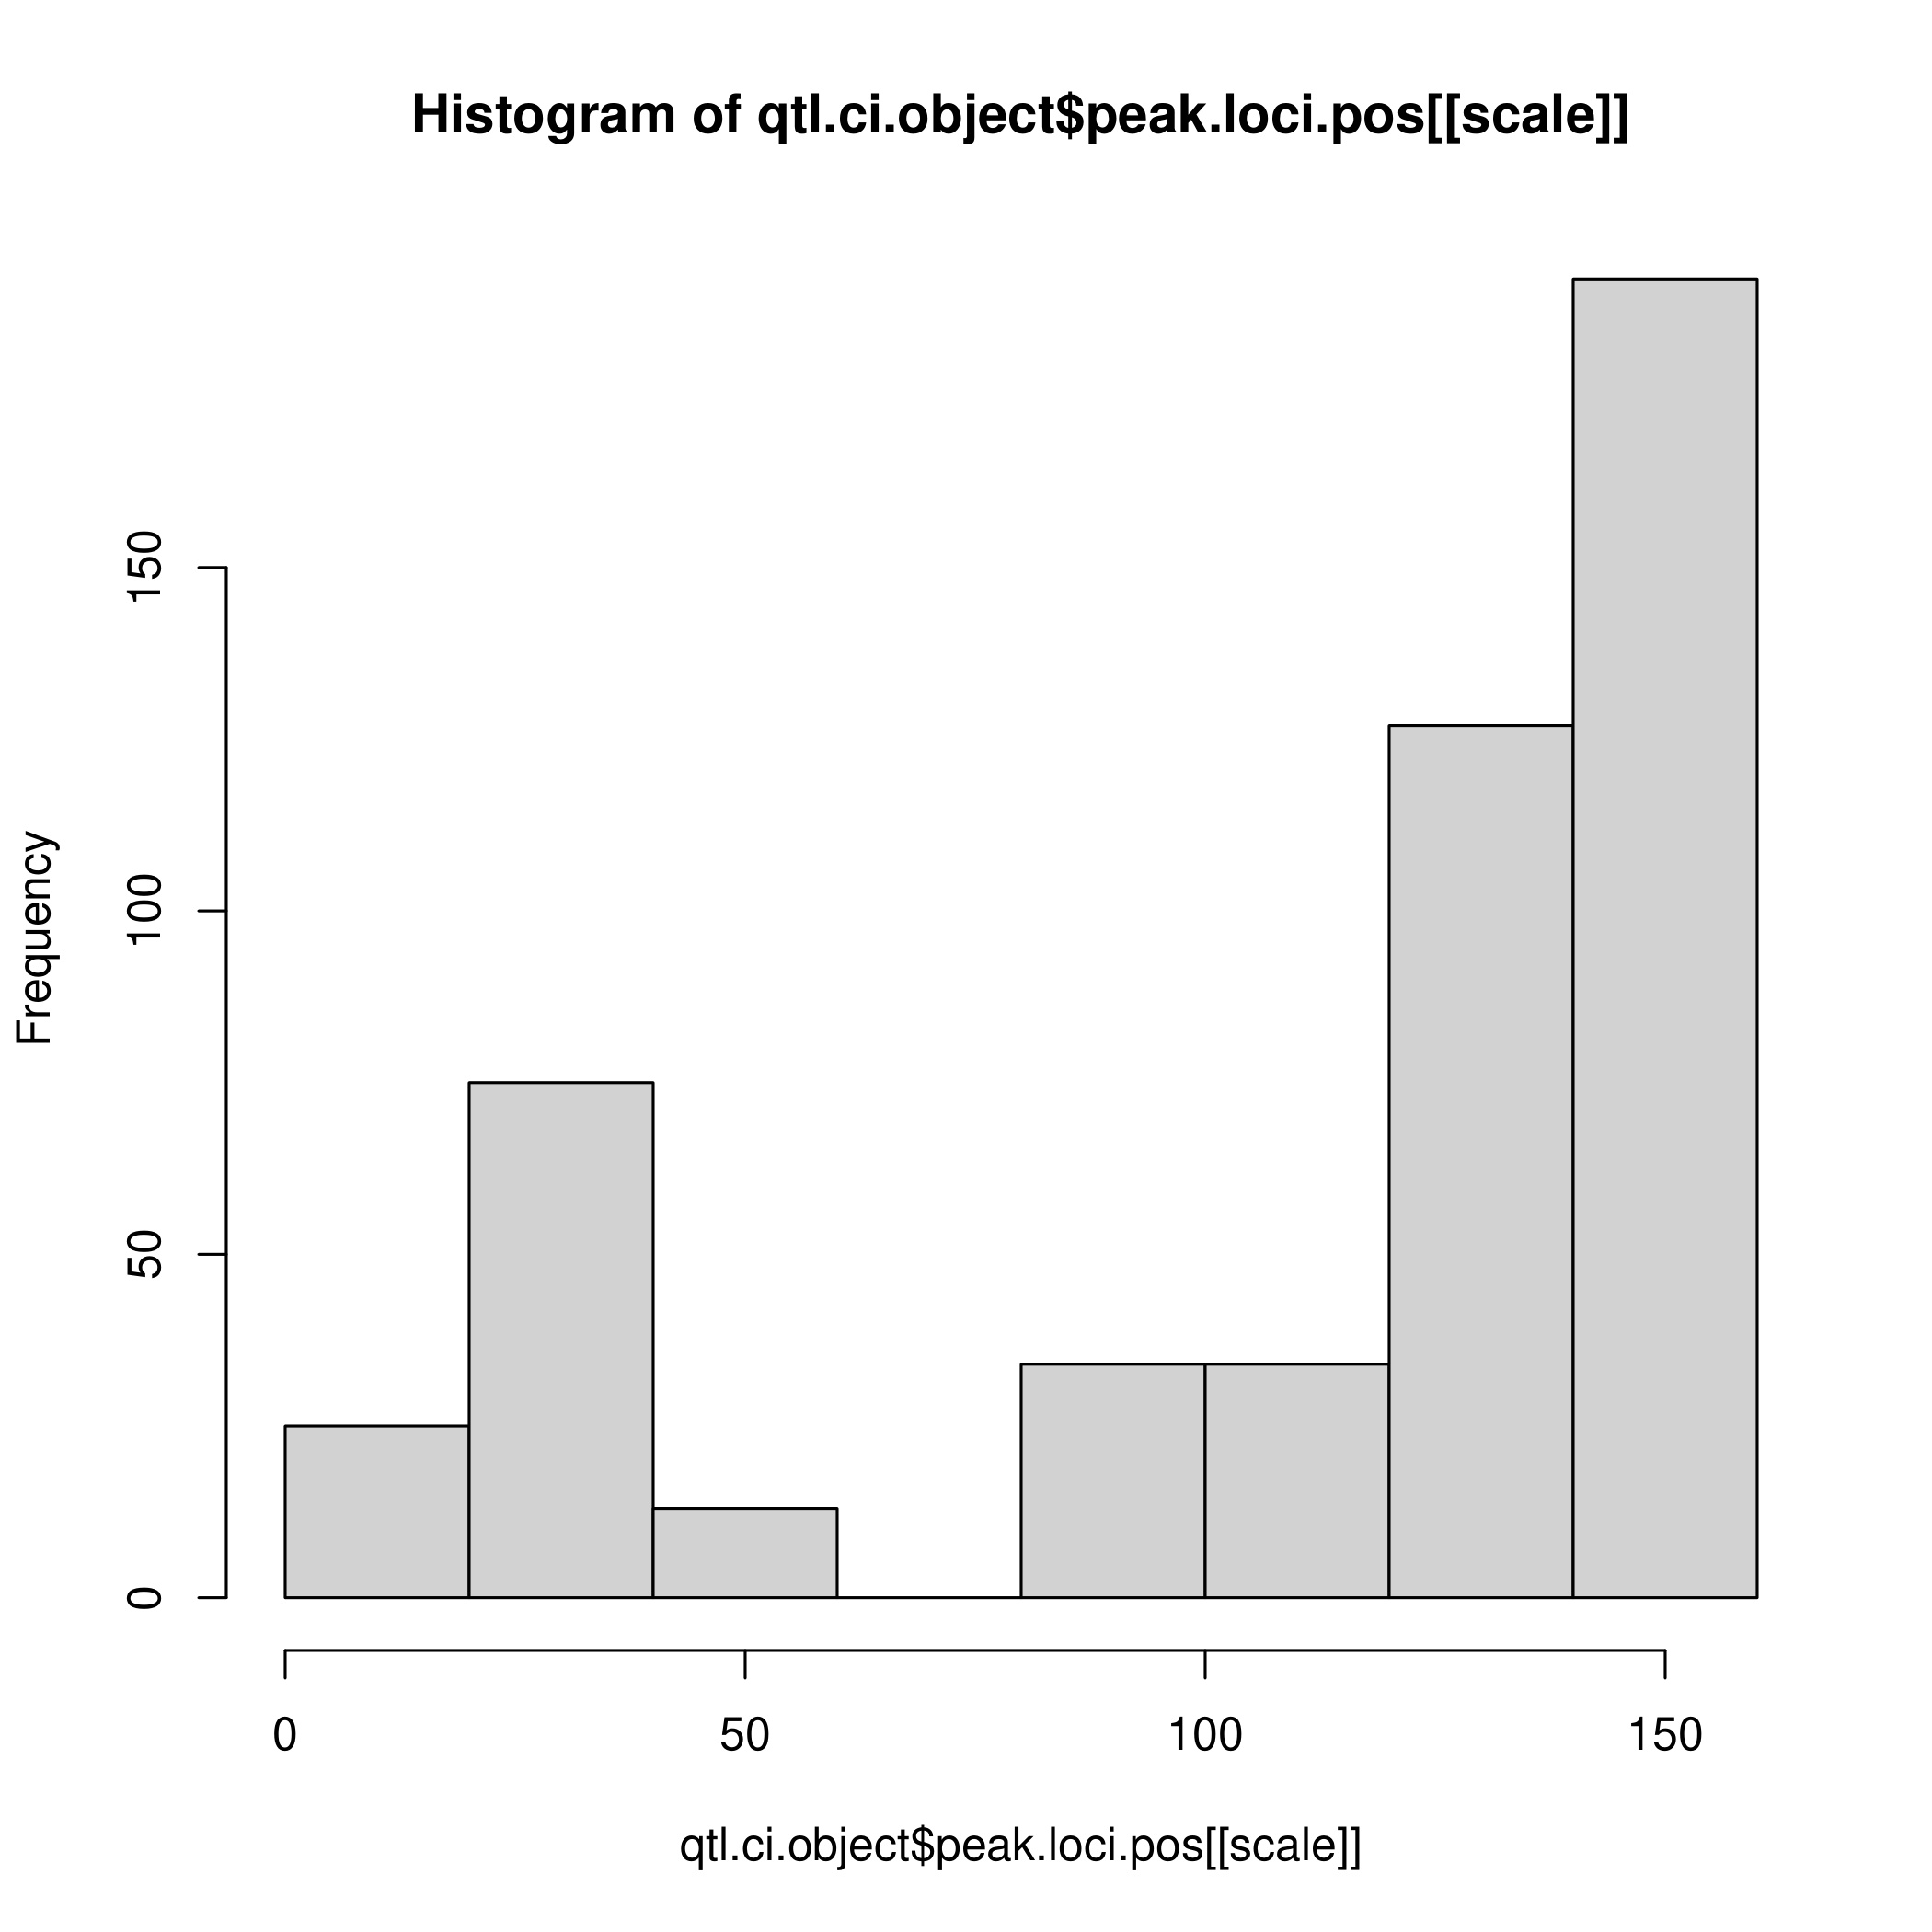 Histogram of qtl.ci.object$peak.loci.pos[[scale]]
Frequency
150
100
50
0
0 50 100 150
qtl.ci.object$peak.loci.pos[[scale]]